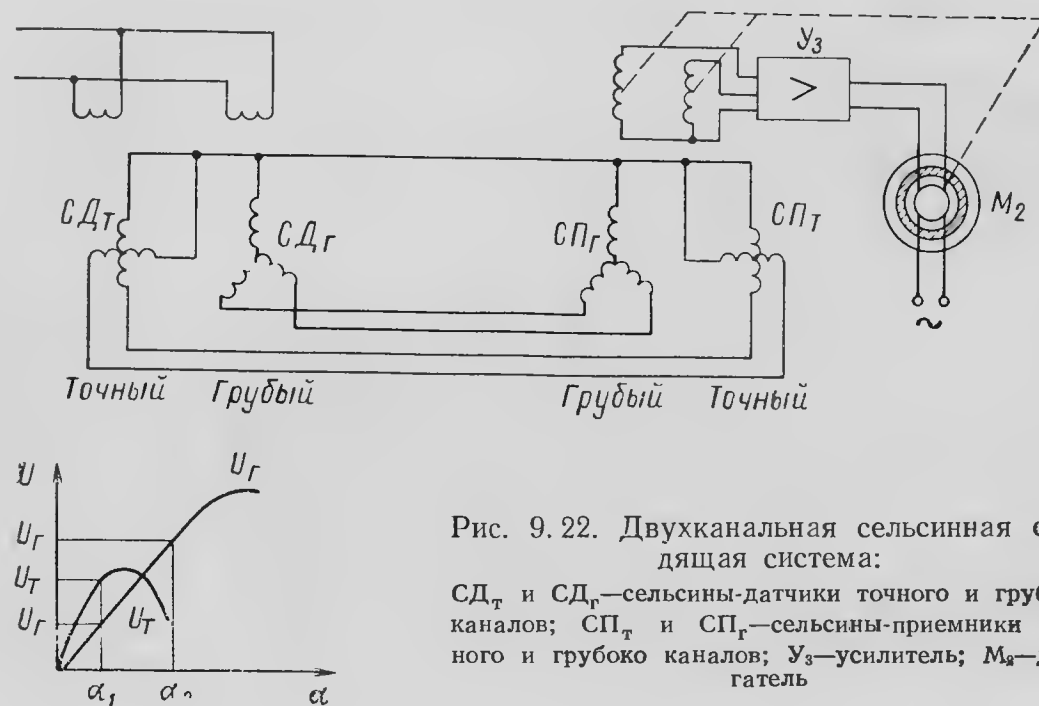 У₃
>
СДт
СДг
СПг
СПт
М₂
~
Точный
Грубый
Грубый
Точный
U
Uг
Uг
Uт
Uг
Uт
α₁
α
Рис. 9.22. Двухканальная сельсинная
дящая система:
СДт и СДг—сельсины-датчики точного и
каналов; СПт и СПг—сельсины-приемники
ного и грубоко каналов; У₃—усилитель;
гатель